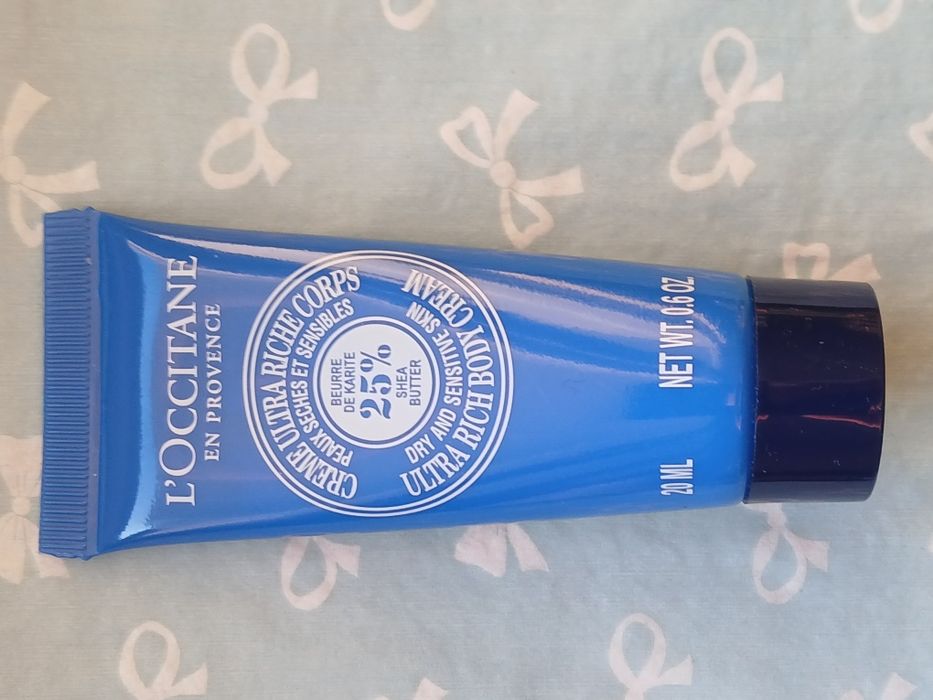 L'OCCITANE
EN PROVENCE
CREME ULTRA RICHE CORPS
PEAUX SECHES ET SENSIBLES
BEURRE
DE KARITE
25%
SHEA
BUTTER
DRY AND SENSITIVE SKIN
ULTRA RICH BODY CREAM
20 ML NET WT. 0.6 OZ